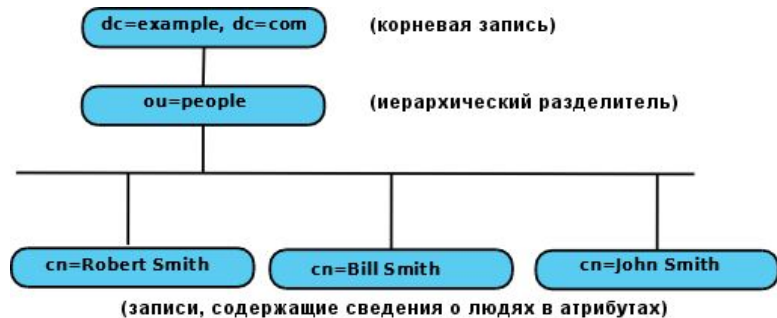 dc=example, dc=com (корневая запись)
ou=people (иерархический разделитель)
cn=Robert Smith cn=Bill Smith cn=John Smith
(записи, содержащие сведения о людях в атрибутах)